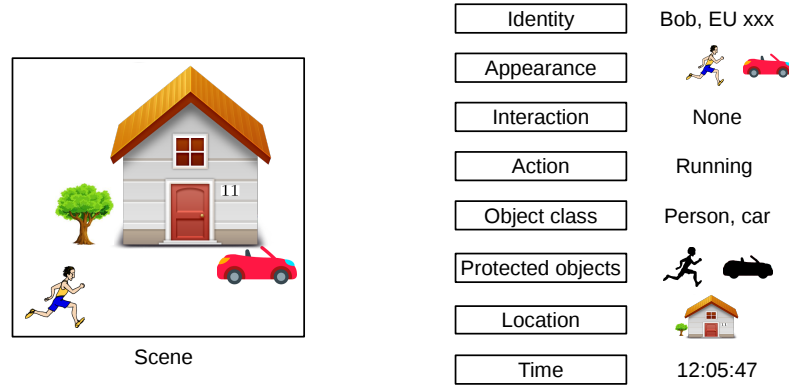 Identity Bob, EU xxx
Appearance
Interaction None
Action Running
Object class Person, car
Protected objects
Location
Time 12:05:47
11
Scene